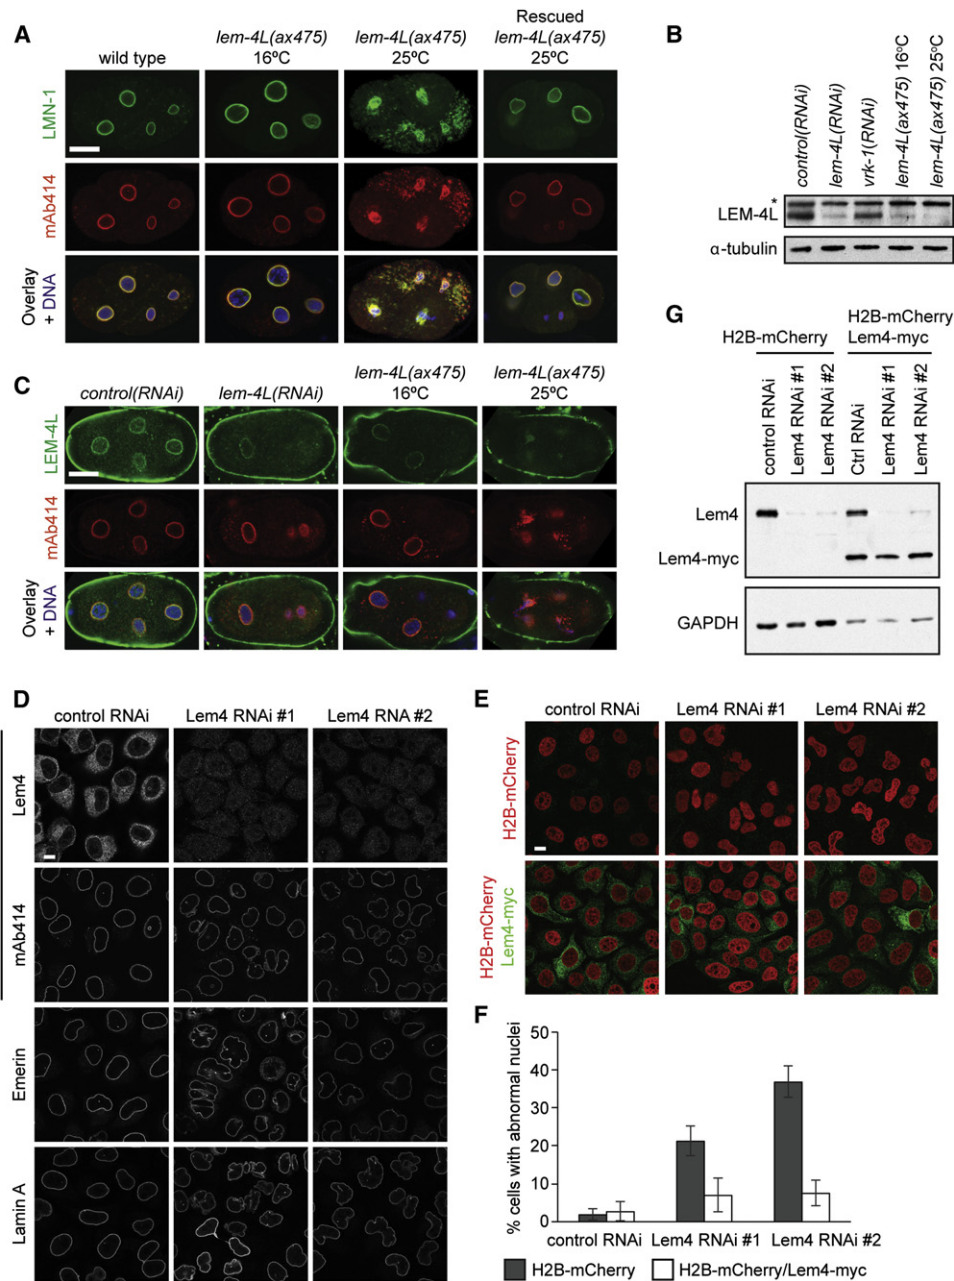 A
wild type
lem-4L(ax475)
16ºC
lem-4L(ax475)
25ºC
Rescued
lem-4L(ax475)
25ºC
LMN-1
mAb414
Overlay
+ DNA
B
control(RNAi)
lem-4L(RNAi)
vrk-1(RNAi)
lem-4L(ax475) 16ºC
lem-4L(ax475) 25ºC
*
LEM-4L
α-tubulin
C
control(RNAi)
lem-4L(RNAi)
lem-4L(ax475)
16ºC
lem-4L(ax475)
25ºC
LEM-4L
mAb414
Overlay
+ DNA
G
H2B-mCherry
H2B-mCherry
Lem4-myc
control RNAi
Lem4 RNAi #1
Lem4 RNAi #2
Ctrl RNAi
Lem4 RNAi #1
Lem4 RNAi #2
Lem4
Lem4-myc
GAPDH
D
control RNAi
Lem4 RNAi #1
Lem4 RNA #2
Lem4
mAb414
Emerin
Lamin A
E
control RNAi
Lem4 RNAi #1
Lem4 RNAi #2
H2B-mCherry
H2B-mCherry
Lem4-myc
F
% cells with abnormal nuclei
50
40
30
20
10
0
control RNAi
Lem4 RNAi #1
Lem4 RNAi #2
H2B-mCherry
H2B-mCherry/Lem4-myc